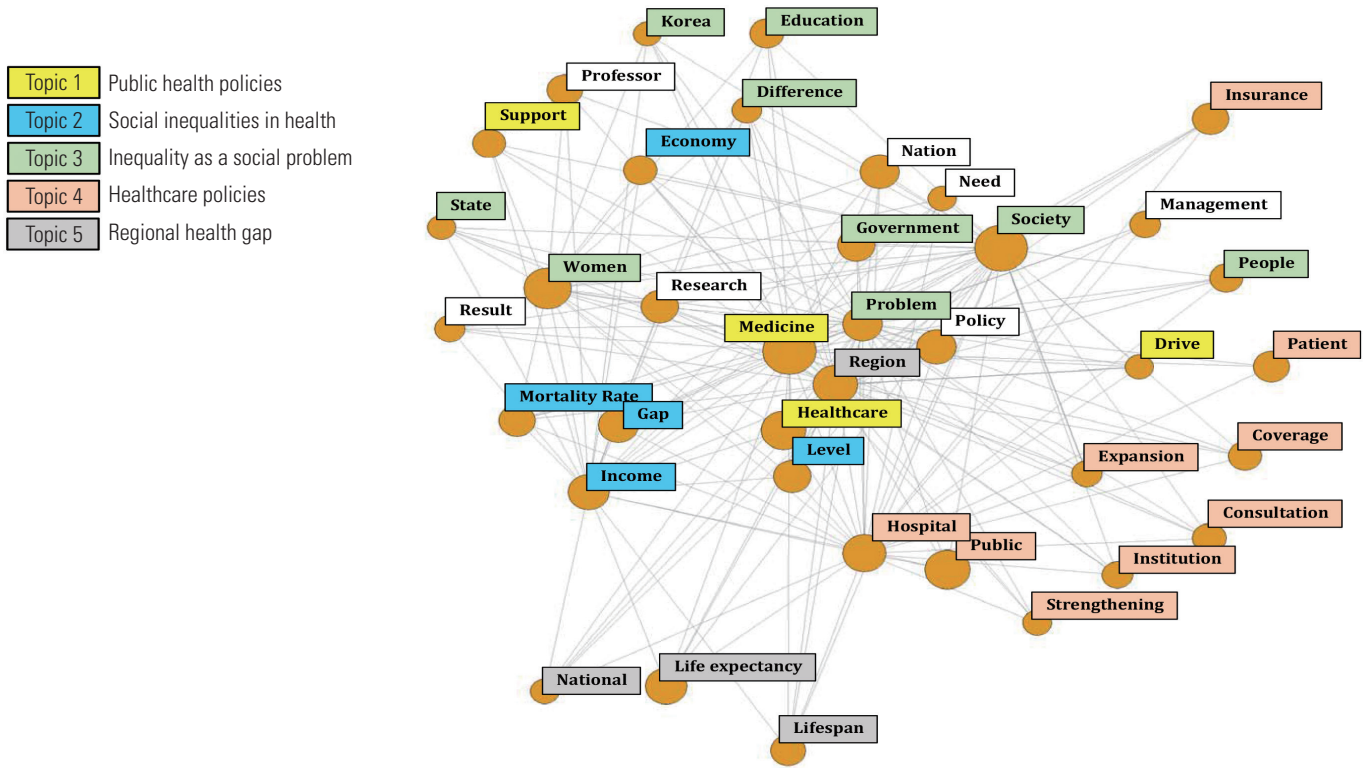 Topic 1 Public health policies
Topic 2 Social inequalities in health
Topic 3 Inequality as a social problem
Topic 4 Healthcare policies
Topic 5 Regional health gap
Korea
Education
Professor
Difference
Insurance
Support
Economy
Nation
Need
State
Society
Management
Government
Women
People
Research
Result
Problem
Policy
Medicine
Drive
Patient
Region
Mortality Rate
Gap
Healthcare
Coverage
Level
Expansion
Income
Consultation
Hospital
Public
Institution
Strengthening
Life expectancy
National
Lifespan